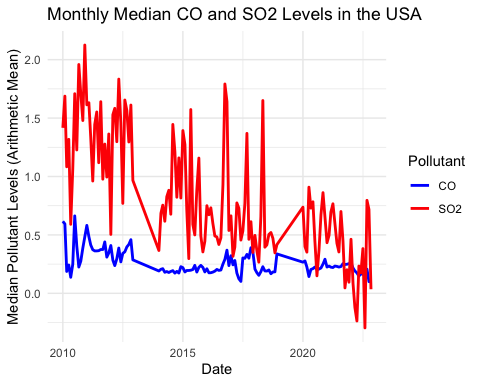 Monthly Median CO and SO2 Levels in the USA
Median Pollutant Levels (Arithmetic Mean)
2.0
1.5
1.0
0.5
0.0
2010
2015
2020
Date
Pollutant
CO
SO2